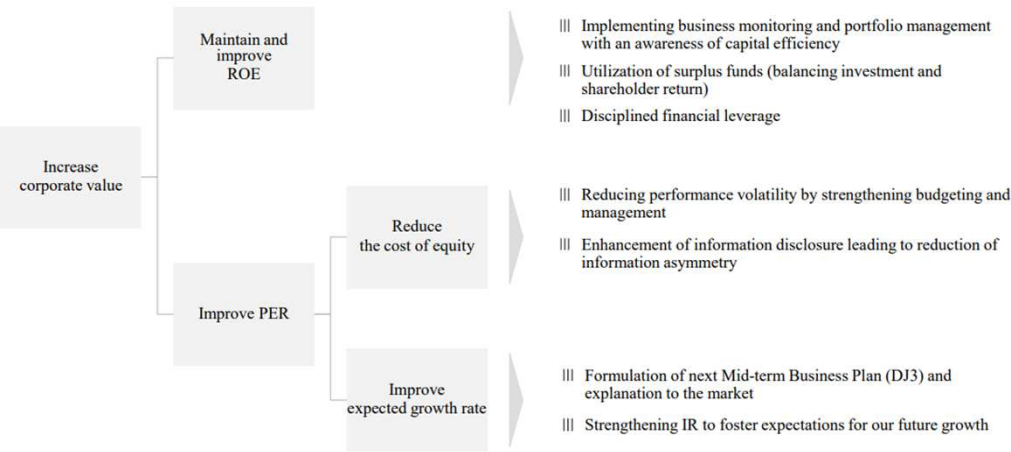 Maintain and
improve
ROE
Implementing business monitoring and portfolio management
with an awareness of capital efficiency
Utilization of surplus funds (balancing investment and
shareholder return)
Disciplined financial leverage
Increase
corporate value
Reduce
the cost of equity
Reducing performance volatility by strengthening budgeting and
management
Enhancement of information disclosure leading to reduction of
information asymmetry
Improve PER
Improve
expected growth rate
Formulation of next Mid-term Business Plan (DJ3) and
explanation to the market
Strengthening IR to foster expectations for our future growth